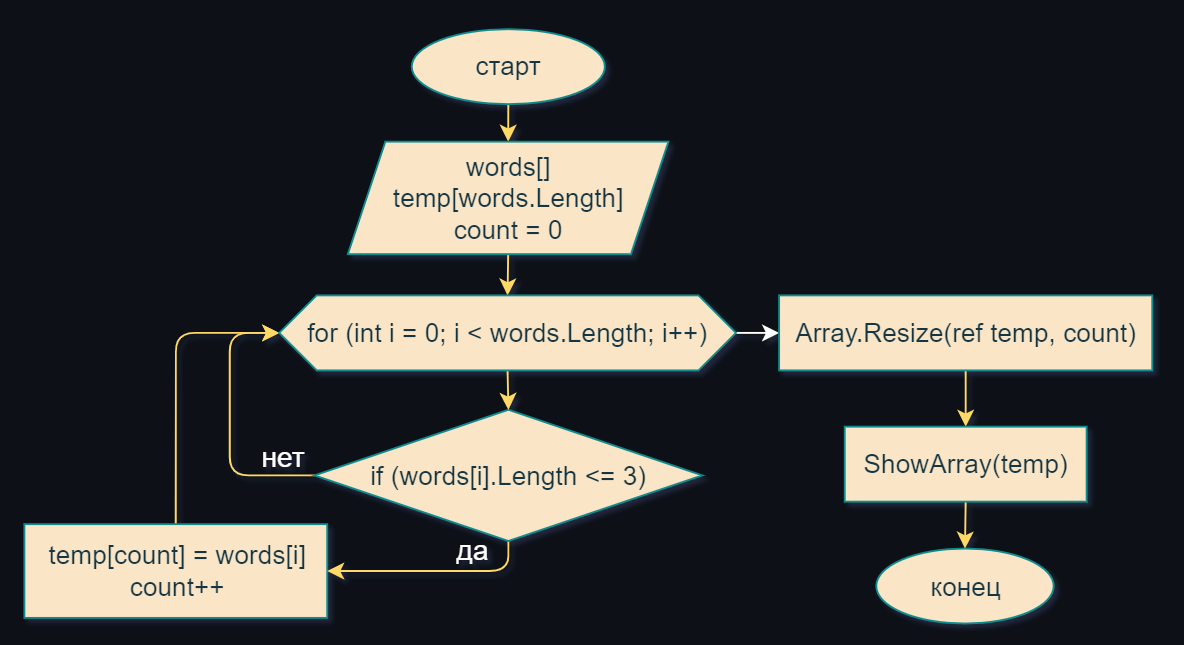 старт
words[]
temp[words.Length]
count = 0
for (int i = 0; i < words.Length; i++)
Array.Resize(ref temp, count)
нет
if (words[i].Length <= 3)
ShowArray(temp)
да
temp[count] = words[i]
count++
конец